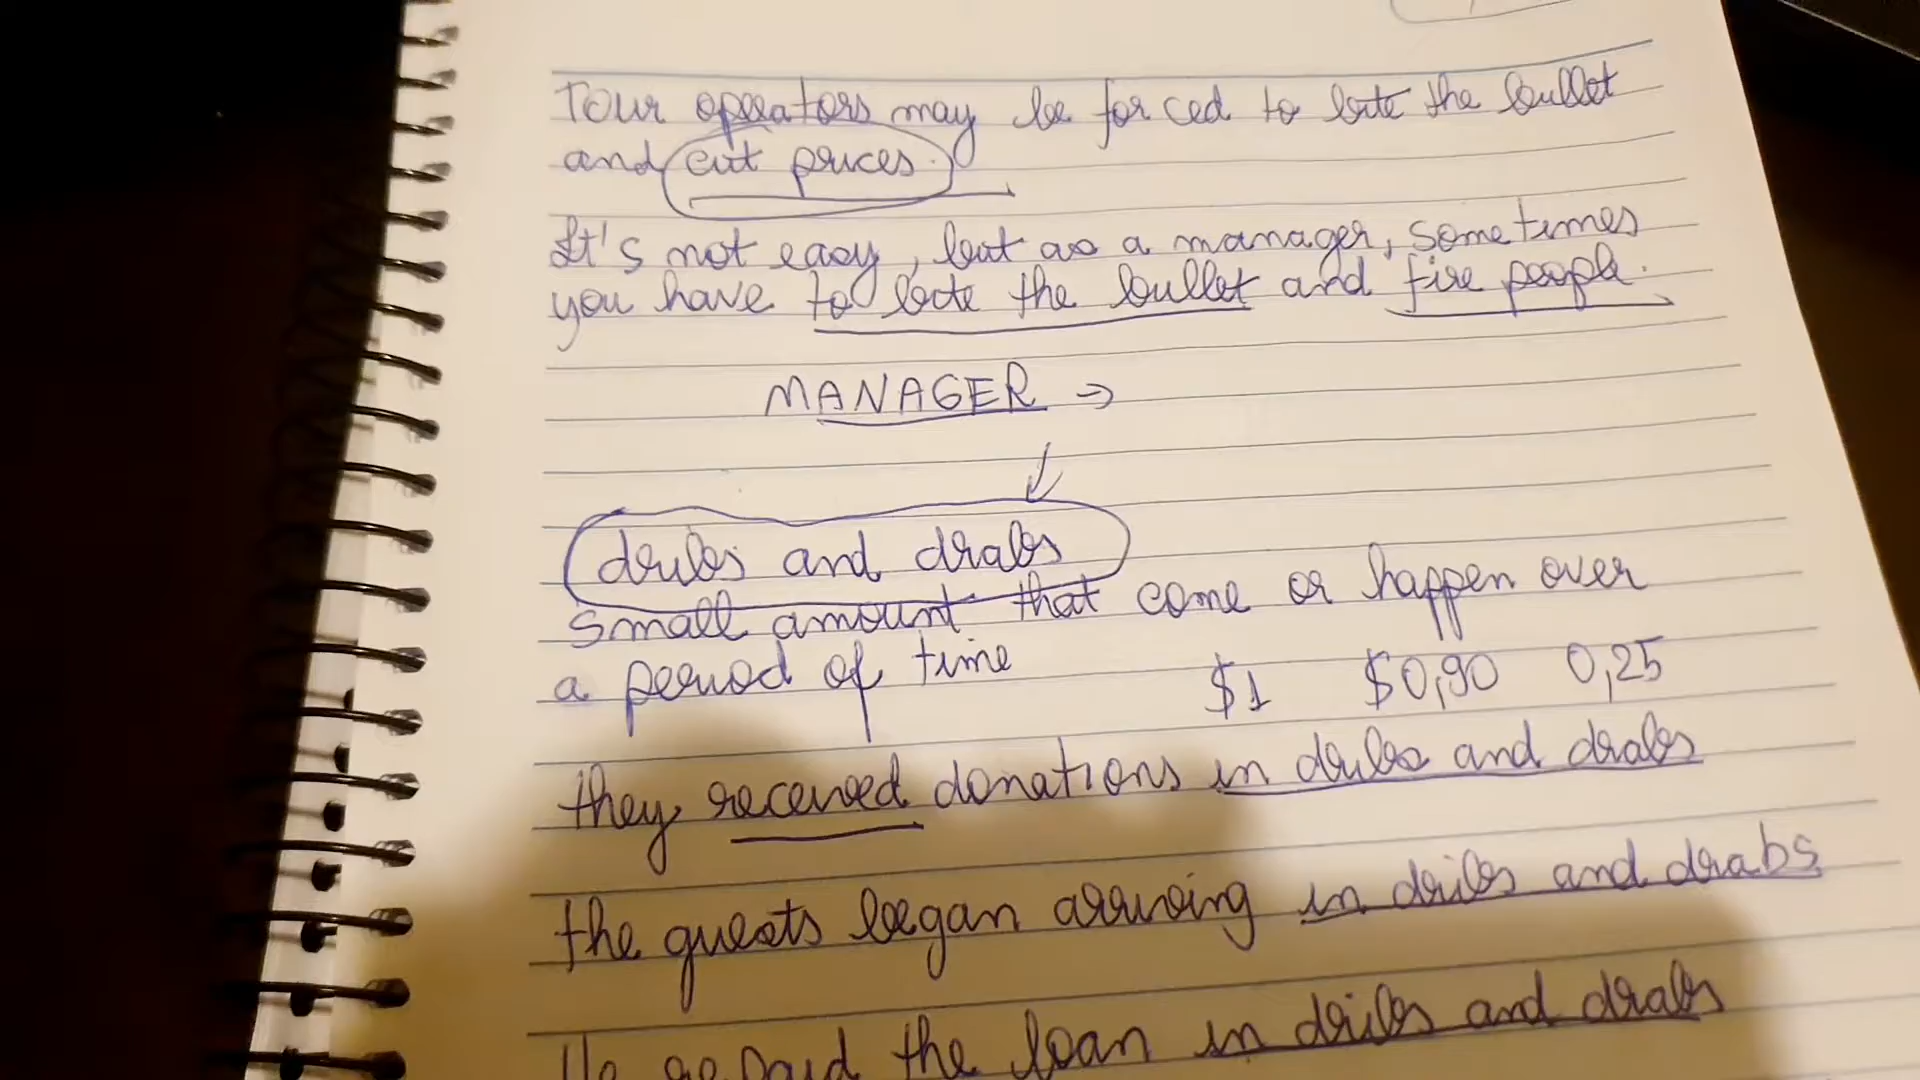 Tour operators may be forced to bite the bullet
and cut prices.
It's not easy, but as a manager, sometimes
you have to bite the bullet and fire people.
MANAGER →
dribs and drabs
small amount that come or happen over
a period of time $1 $0,90 0,25
they received donations in dribs and drabs
the guests began arriving in dribs and drabs
He repaid the loan in dribs and drabs